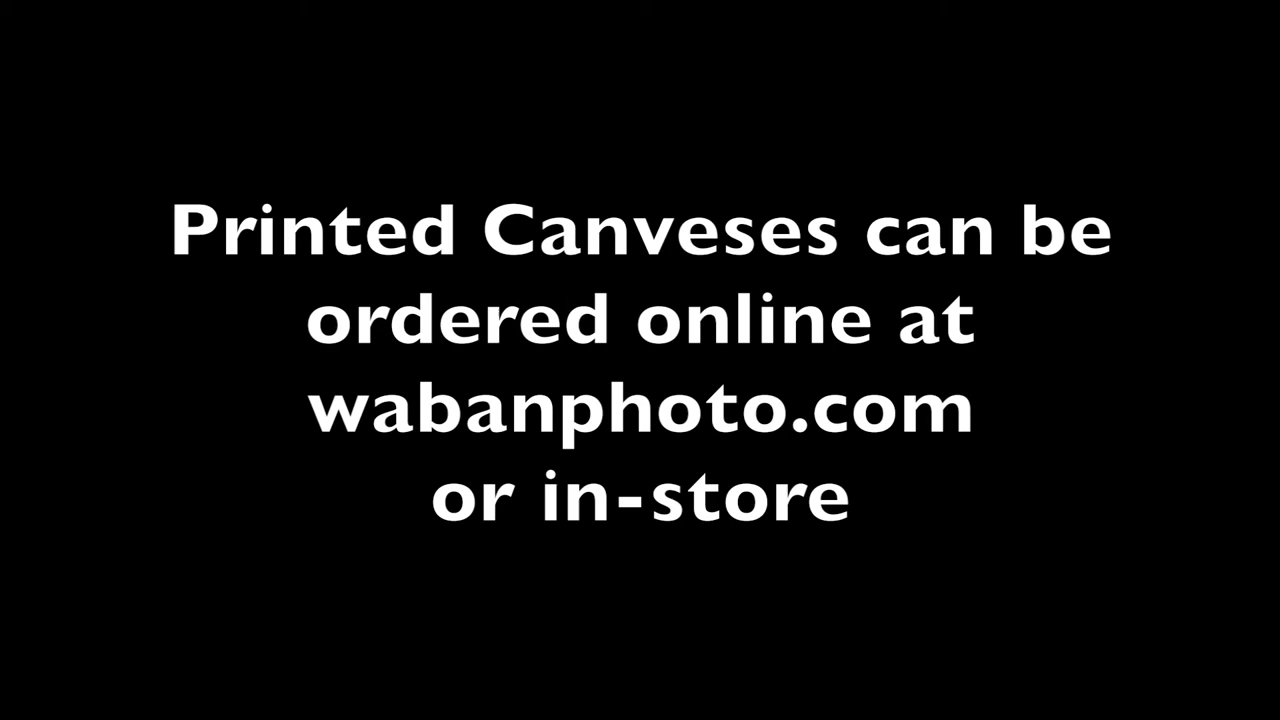 Printed Canveses can be
ordered online at
wabanphoto.com
or in-store